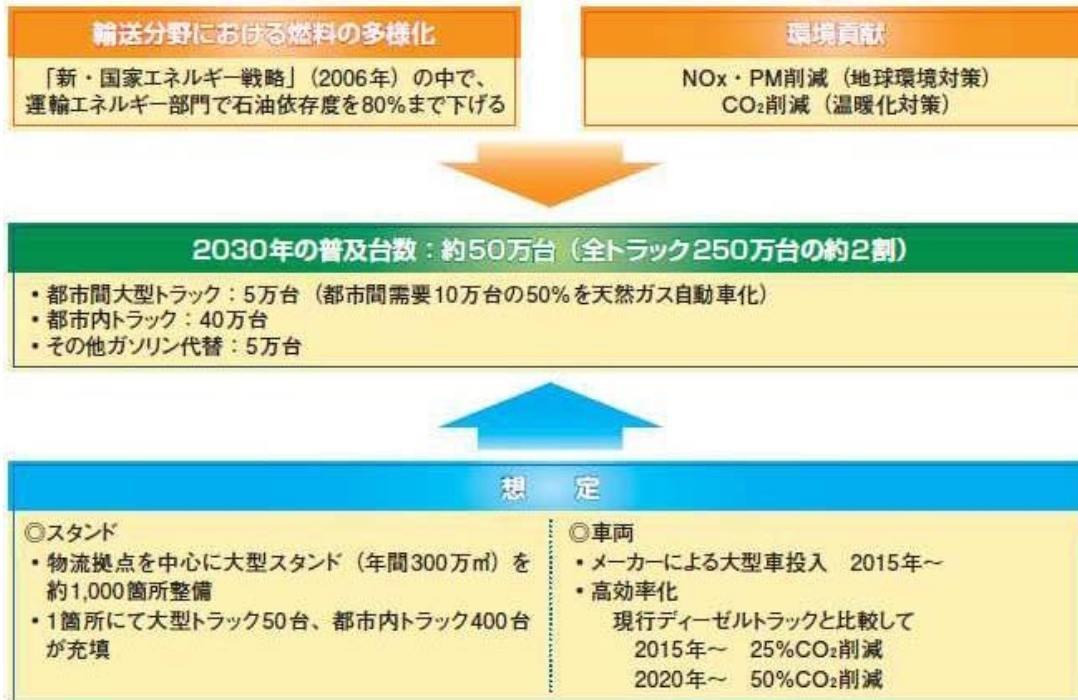 輸送分野における燃料の多様化
「新・国家エネルギー戦略」(2006年)の中で、
運輸エネルギー部門で石油依存度を80%まで下げる
環境貢献
NOx・PM削減(地球環境対策)
CO₂削減(温暖化対策)
2030年の普及台数:約50万台(全トラック250万台の約2割)
・都市間大型トラック:5万台(都市間需要10万台の50%を天然ガス自動車化)
・都市内トラック:40万台
・その他ガソリン代替:5万台
想 定
◎スタンド
・物流拠点を中心に大型スタンド(年間300万㎥)を
約1,000箇所整備
・1箇所にて大型トラック50台、都市内トラック400台
が充填
◎車両
・メーカーによる大型車投入 2015年~
・高効率化
現行ディーゼルトラックと比較して
2015年~ 25%CO₂削減
2020年~ 50%CO₂削減